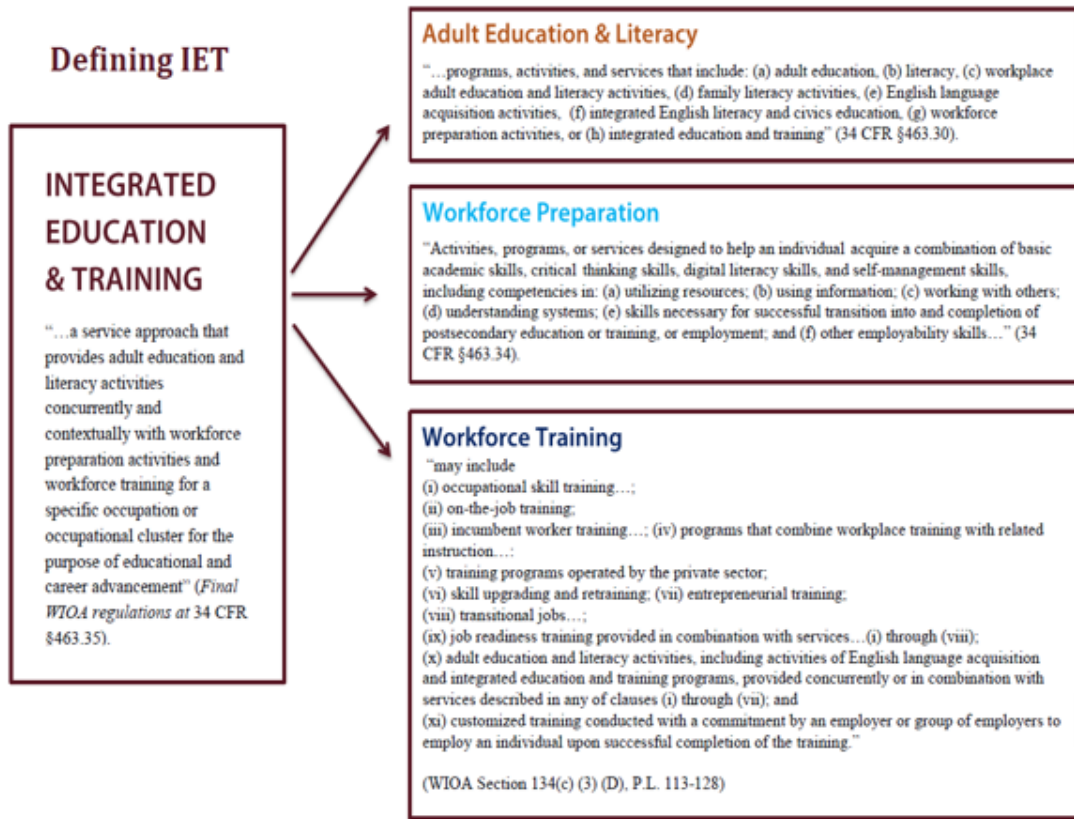 Defining IET
INTEGRATED
EDUCATION
& TRAINING
“…a service approach that
provides adult education and
literacy activities
concurrently and
contextually with workforce
preparation activities and
workforce training for a
specific occupation or
occupational cluster for the
purpose of educational and
career advancement” (Final
WIOA regulations at 34 CFR
§463.35).
Adult Education & Literacy
“…programs, activities, and services that include: (a) adult education, (b) literacy, (c) workplace
adult education and literacy activities, (d) family literacy activities, (e) English language
acquisition activities, (f) integrated English literacy and civics education, (g) workforce
preparation activities, or (h) integrated education and training” (34 CFR §463.30).
Workforce Preparation
“Activities, programs, or services designed to help an individual acquire a combination of basic
academic skills, critical thinking skills, digital literacy skills, and self-management skills,
including competencies in: (a) utilizing resources; (b) using information; (c) working with others;
(d) understanding systems; (e) skills necessary for successful transition into and completion of
postsecondary education or training, or employment; and (f) other employability skills…” (34
CFR §463.34).
Workforce Training
“may include
(i) occupational skill training…;
(ii) on-the-job training;
(iii) incumbent worker training…; (iv) programs that combine workplace training with related
instruction…:
(v) training programs operated by the private sector;
(vi) skill upgrading and retraining; (vii) entrepreneurial training;
(viii) transitional jobs…;
(ix) job readiness training provided in combination with services…(i) through (viii);
(x) adult education and literacy activities, including activities of English language acquisition
and integrated education and training programs, provided concurrently or in combination with
services described in any of clauses (i) through (vii); and
(xi) customized training conducted with a commitment by an employer or group of employers to
employ an individual upon successful completion of the training.”
(WIOA Section 134(c) (3) (D), P.L. 113-128)